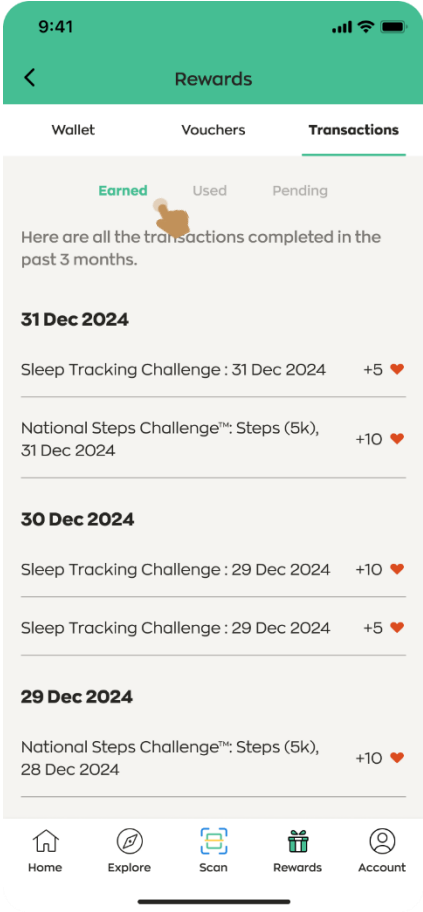 9:41
Rewards
Wallet
Vouchers
Transactions
Earned
Used
Pending
Here are all the transactions completed in the
past 3 months.
31 Dec 2024
Sleep Tracking Challenge : 31 Dec 2024
+5
National Steps Challenge™: Steps (5k),
31 Dec 2024
+10
30 Dec 2024
Sleep Tracking Challenge : 29 Dec 2024
+10
Sleep Tracking Challenge : 29 Dec 2024
+5
29 Dec 2024
National Steps Challenge™: Steps (5k),
28 Dec 2024
+10
Home
Explore
Scan
Rewards
Account